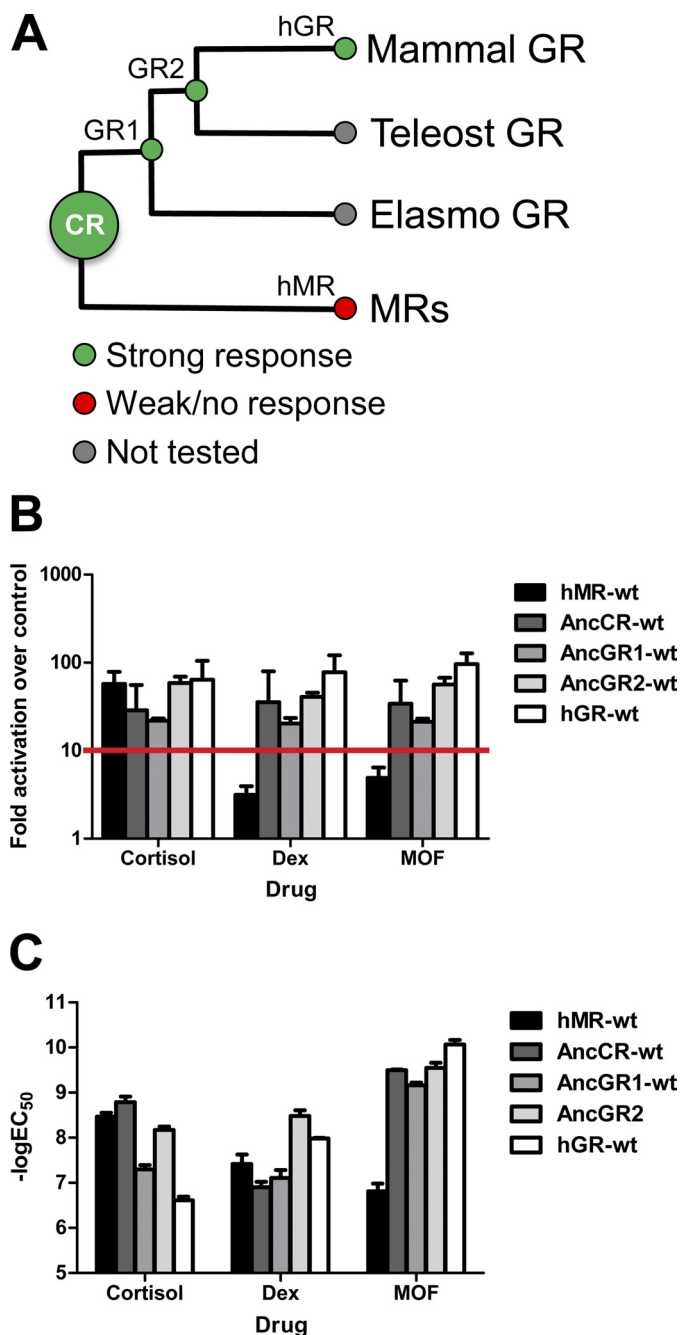 A
hGR
Mammal GR
GR2
Teleost GR
GR1
CR
Elasmo GR
hMR
MRs
Strong response
Weak/no response
Not tested
B
Fold activation over control
1000
100
10
1
Cortisol
Dex
MOF
Drug
hMR-wt
AncCR-wt
AncGR1-wt
AncGR2-wt
hGR-wt
C
-logEC50
11
10
9
8
7
6
5
Cortisol
Dex
MOF
Drug
hMR-wt
AncCR-wt
AncGR1-wt
AncGR2
hGR-wt